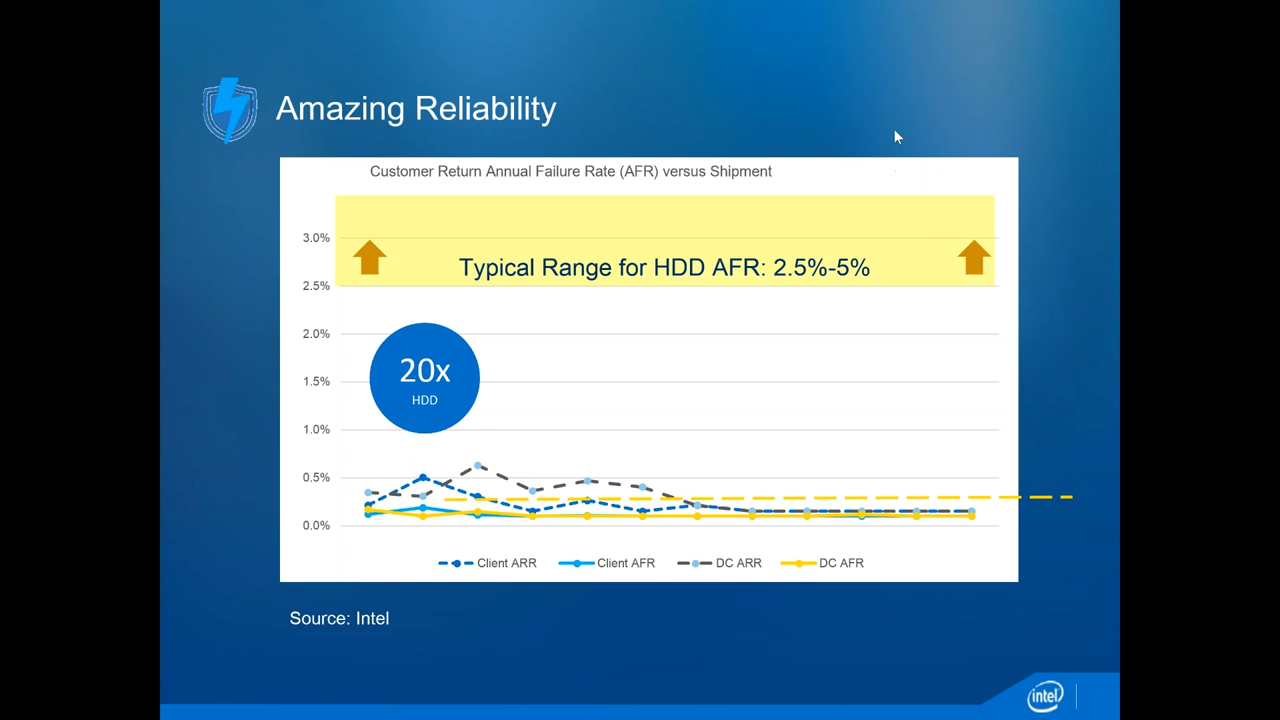 Amazing Reliability
Customer Return Annual Failure Rate (AFR) versus Shipment
3.0%
Typical Range for HDD AFR: 2.5%-5%
2.5%
2.0%
20x
HDD
1.5%
1.0%
0.5%
0.0%
Client ARR Client AFR DC ARR DC AFR
Source: Intel
intel